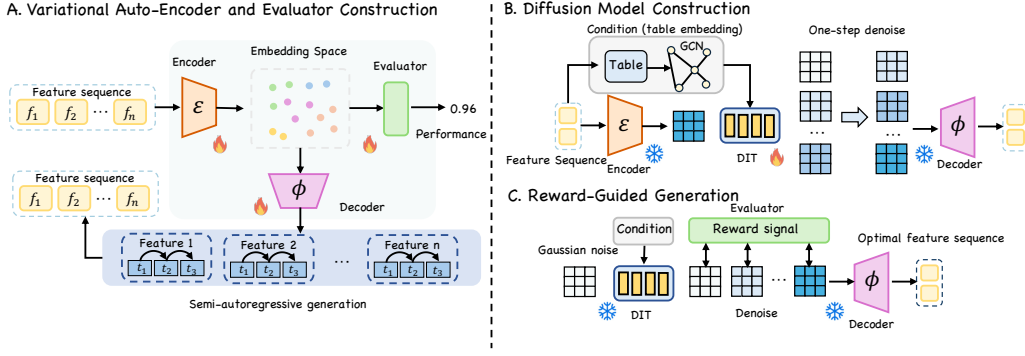 A. Variational Auto-Encoder and Evaluator Construction
Feature sequence
f1 f2 ... fn
Encoder
ℰ
Embedding Space
Evaluator
0.96
Performance
ϕ
Decoder
Feature sequence
f1 f2 ... fn
Feature 1
t1 t2 t3
Feature 2
t1 t2 t3
...
Feature n
t1 t2 t3
Semi-autoregressive generation
B. Diffusion Model Construction
Condition (table embedding)
Table
GCN
Feature Sequence
ℰ
Encoder
DIT
One-step denoise
...
...
ϕ
Decoder
C. Reward-Guided Generation
Gaussian noise
Condition
DIT
Evaluator
Reward signal
...
Denoise
ϕ
Decoder
Optimal feature sequence